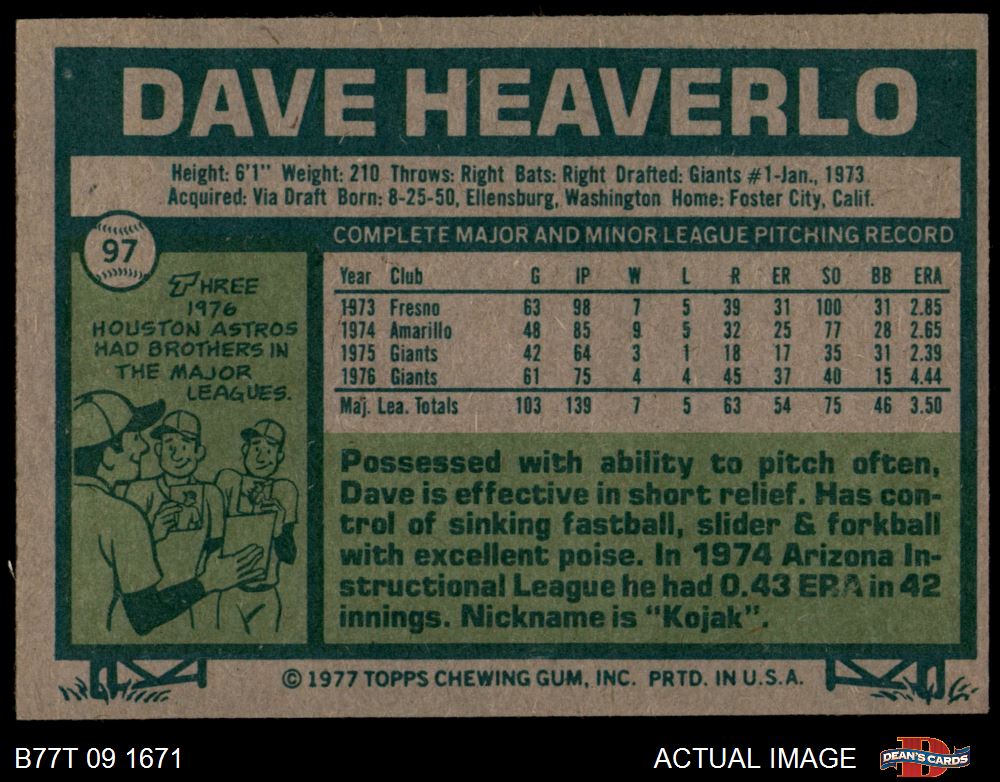 DAVE HEAVERLO
Height: 6'1" Weight: 210 Throws: Right Bats: Right Drafted: Giants #1-Jan., 1973
Acquired: Via Draft Born: 8-25-50, Ellensburg, Washington Home: Foster City, Calif.
97
THREE
1976
HOUSTON ASTROS
HAD BROTHERS IN
THE MAJOR
LEAGUES.
COMPLETE MAJOR AND MINOR LEAGUE PITCHING RECORD
Year Club G IP W L R ER SO BB ERA
1973 Fresno 63 98 7 5 39 31 100 31 2.85
1974 Amarillo 48 85 9 5 32 25 77 28 2.65
1975 Giants 42 64 3 1 18 17 35 31 2.39
1976 Giants 61 75 4 4 45 37 40 15 4.44
Maj. Lea. Totals 103 139 7 5 63 54 75 46 3.50
Possessed with ability to pitch often,
Dave is effective in short relief. Has con-
trol of sinking fastball, slider & forkball
with excellent poise. In 1974 Arizona In-
structional League he had 0.43 ERA in 42
innings. Nickname is "Kojak".
© 1977 TOPPS CHEWING GUM, INC. PRTD. IN U.S.A.
B77T 09 1671
ACTUAL IMAGE
D
DEAN'S CARDS